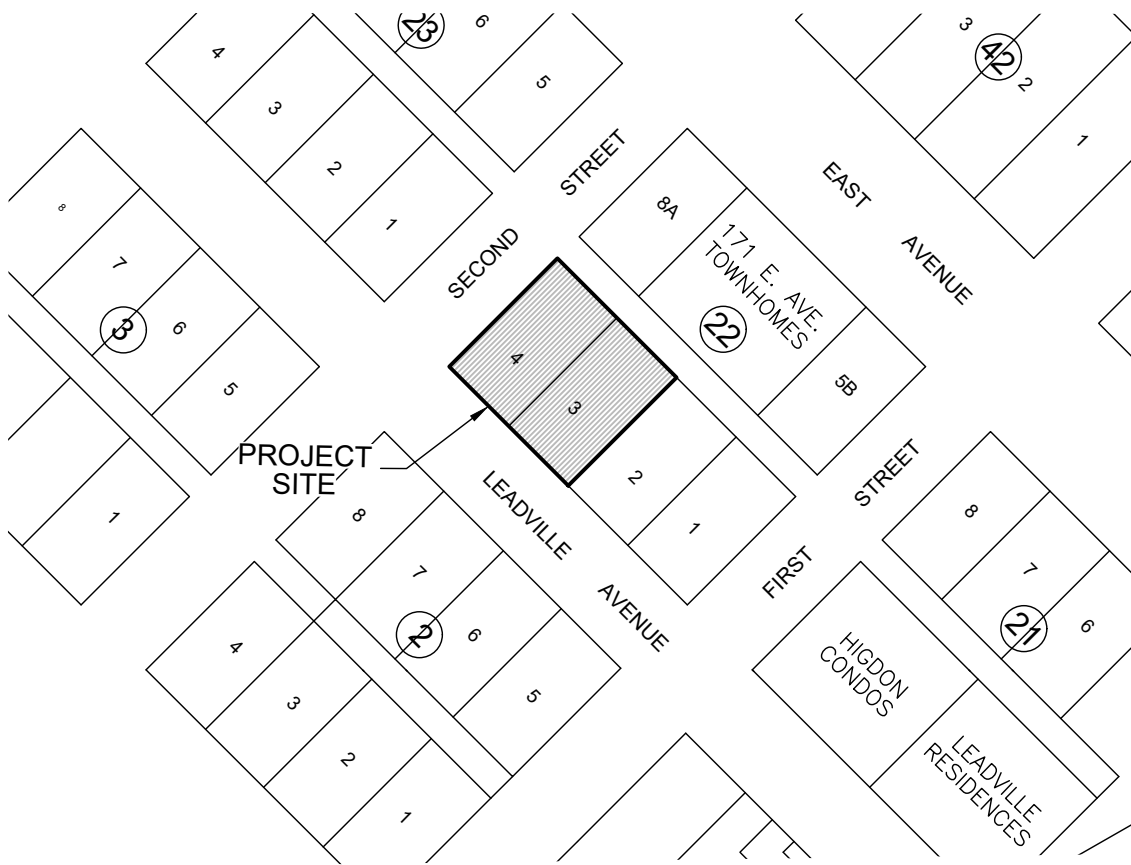 23
6
5
4
3
2
1
3
42
2
1
STREET
SECOND
EAST
AVENUE
8A
171 E. AVE.
TOWNHOMES
22
5B
8
7
3
6
5
4
3
2
1
PROJECT
SITE
LEADVILLE
AVENUE
STREET
FIRST
1
8
7
2
6
5
4
3
2
1
8
7
21
6
HIGDON
CONDOS
LEADVILLE
RESIDENCES